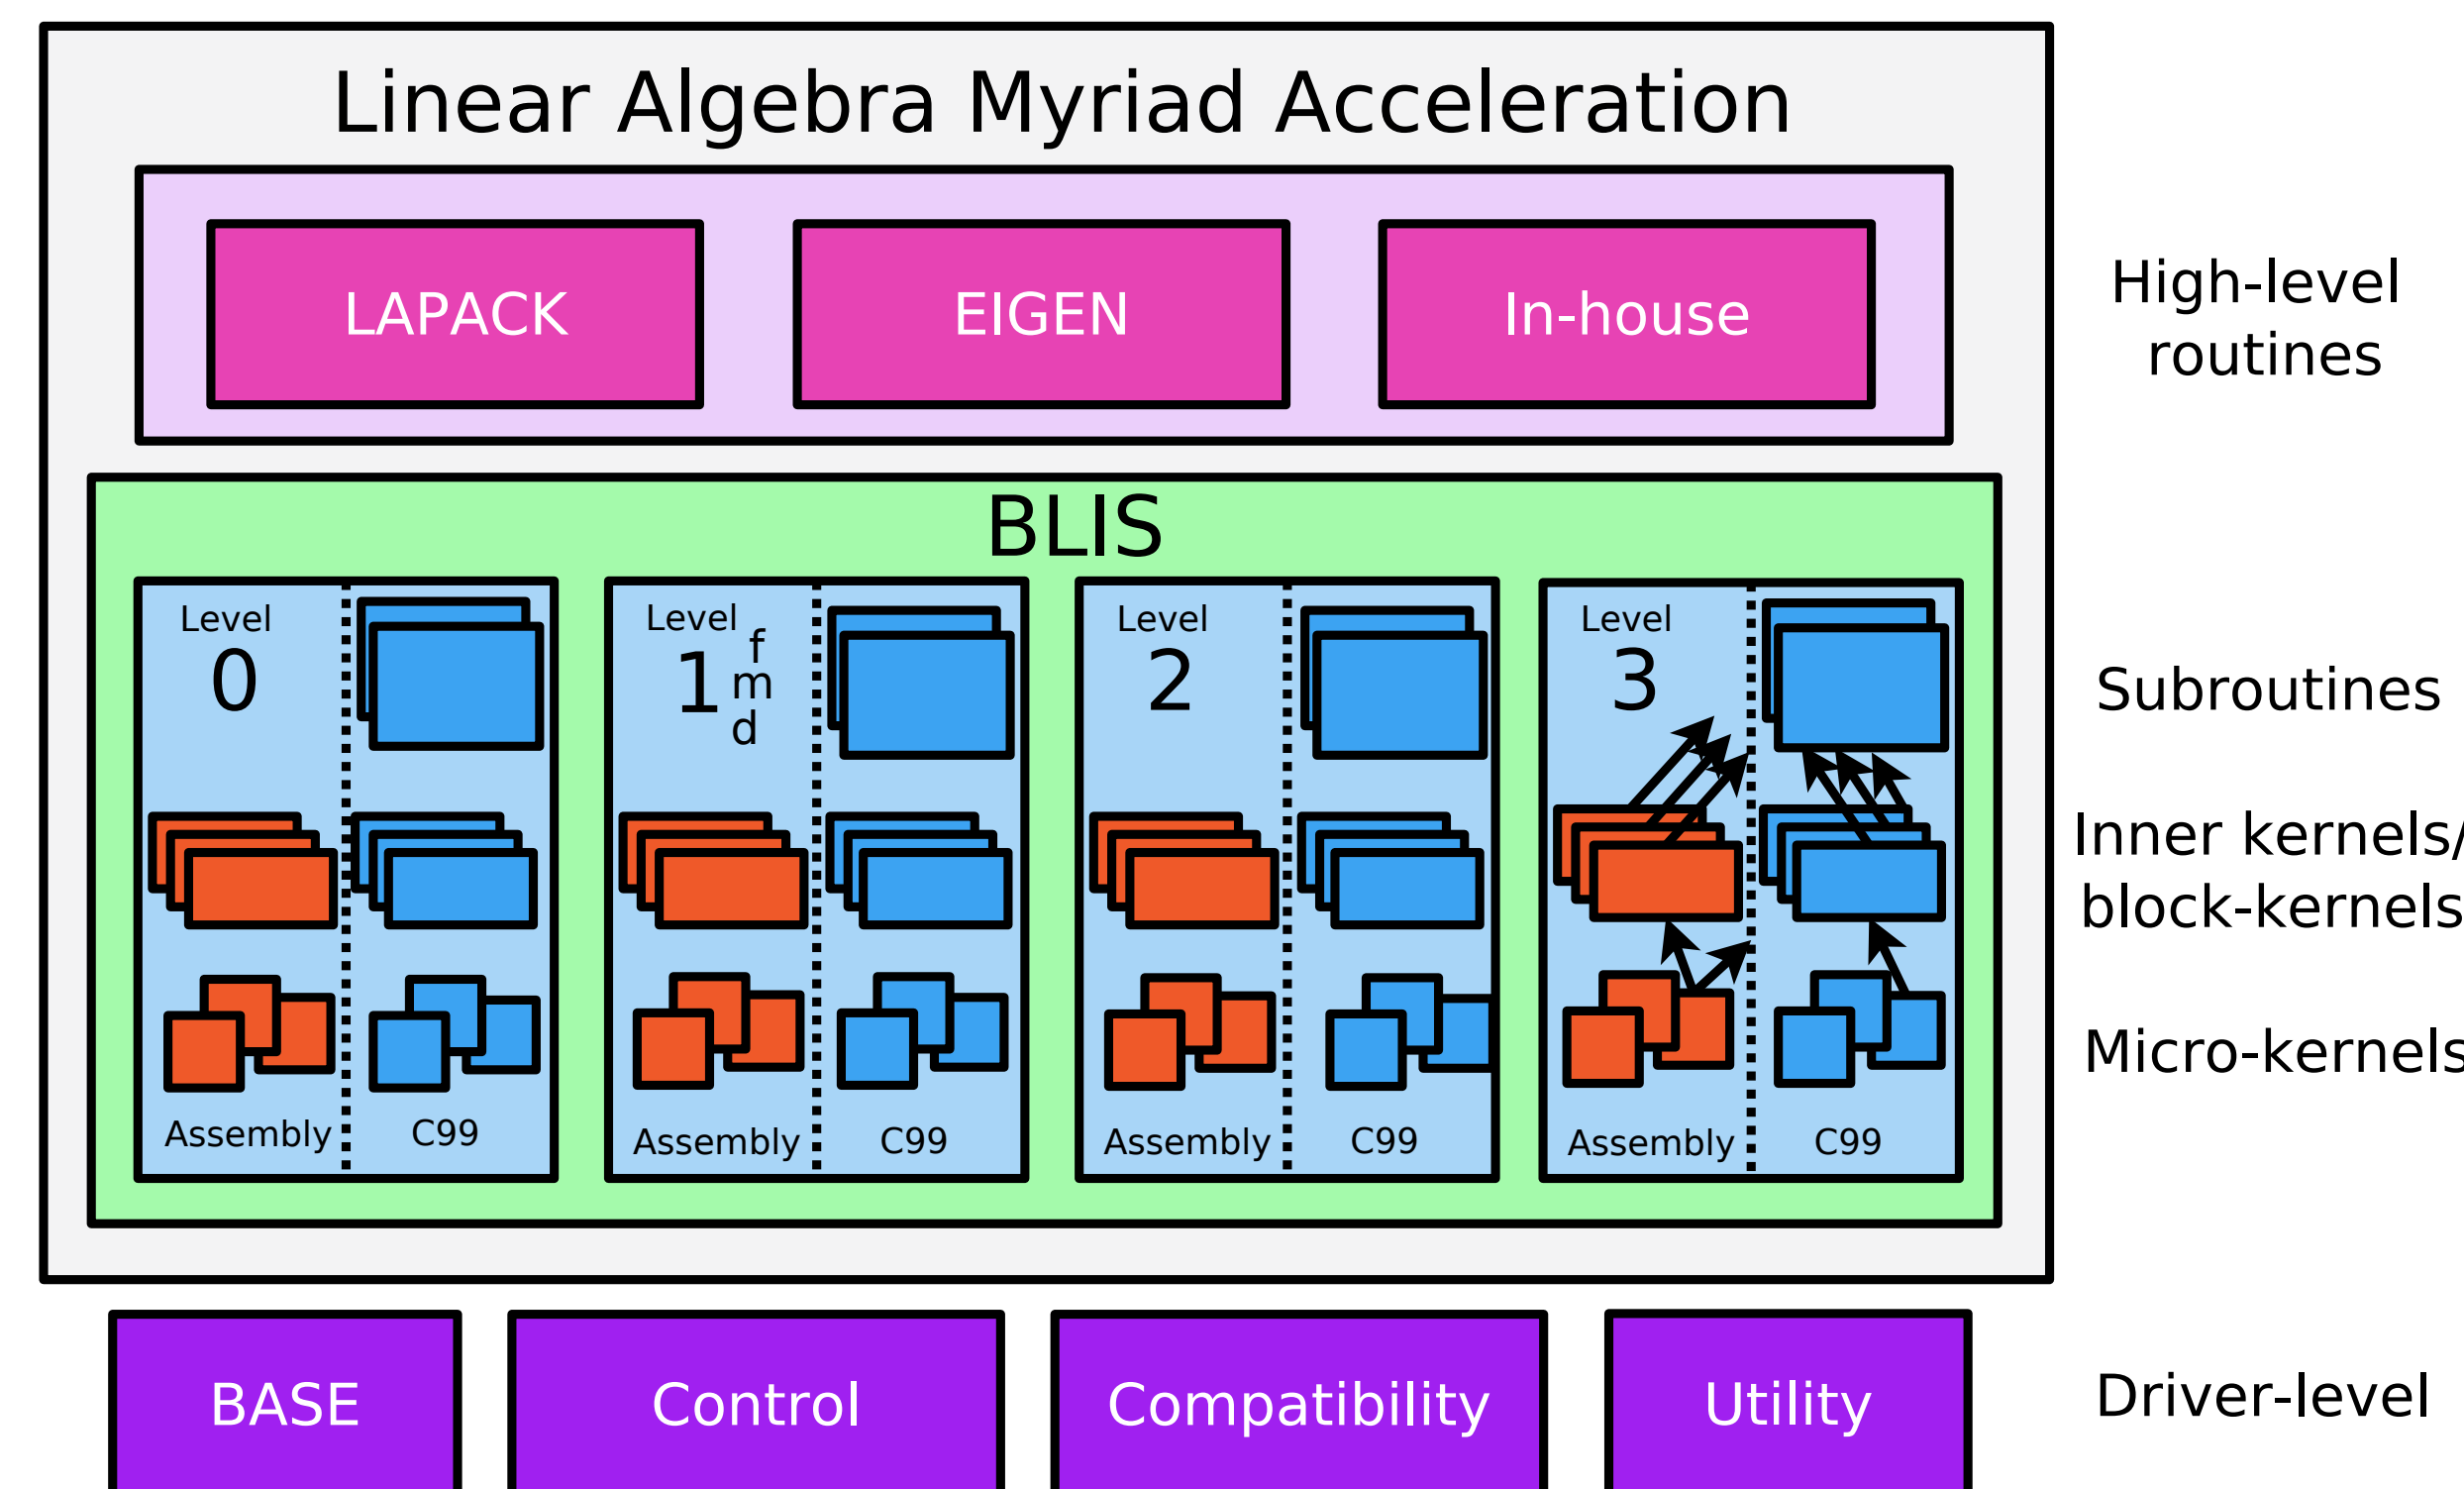 Linear Algebra Myriad Acceleration
LAPACK
EIGEN
In-house
High-level
routines
BLIS
Level
0
Level
1
f
m
d
Level
2
Level
3
Subroutines
Inner kernels/
block-kernels
Micro-kernels
Assembly
C99
Assembly
C99
Assembly
C99
Assembly
C99
BASE
Control
Compatibility
Utility
Driver-level